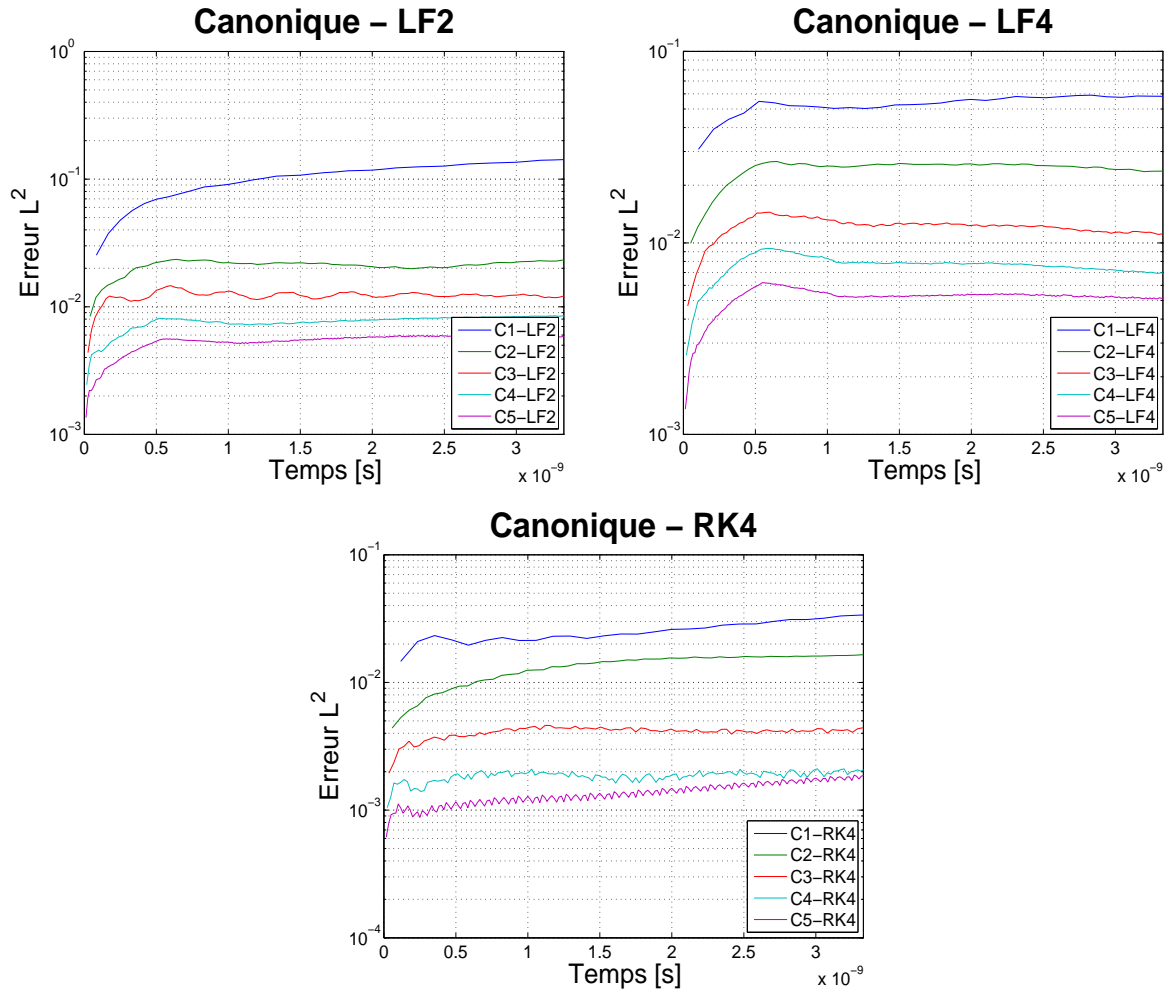 Canonique – LF2
Erreur L²
10⁰
10⁻¹
10⁻²
10⁻³
0 0.5 1 1.5 2 2.5 3
Temps [s]
x 10⁻⁹
C1–LF2
C2–LF2
C3–LF2
C4–LF2
C5–LF2
Canonique – LF4
Erreur L²
10⁻¹
10⁻²
10⁻³
0 0.5 1 1.5 2 2.5 3
Temps [s]
x 10⁻⁹
C1–LF4
C2–LF4
C3–LF4
C4–LF4
C5–LF4
Canonique – RK4
Erreur L²
10⁻¹
10⁻²
10⁻³
10⁻⁴
0 0.5 1 1.5 2 2.5 3
Temps [s]
x 10⁻⁹
C1–RK4
C2–RK4
C3–RK4
C4–RK4
C5–RK4